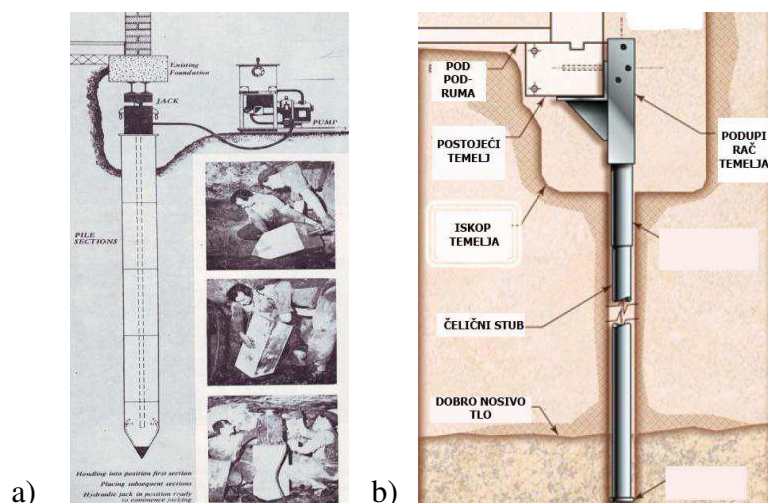 a)
Existing
Foundation
JACK
PUMP
PILE
SECTIONS
Handling into position first section
Placing subsequent sections
Hydraulic jack in position ready
to commence jacking
b)
POD
POD-
RUMA
POSTOJEĆI
TEMELJ
PODUPI
RAČ
TEMELJA
ISKOP
TEMELJA
ČELIČNI STUB
DOBRO NOSIVO
TLO